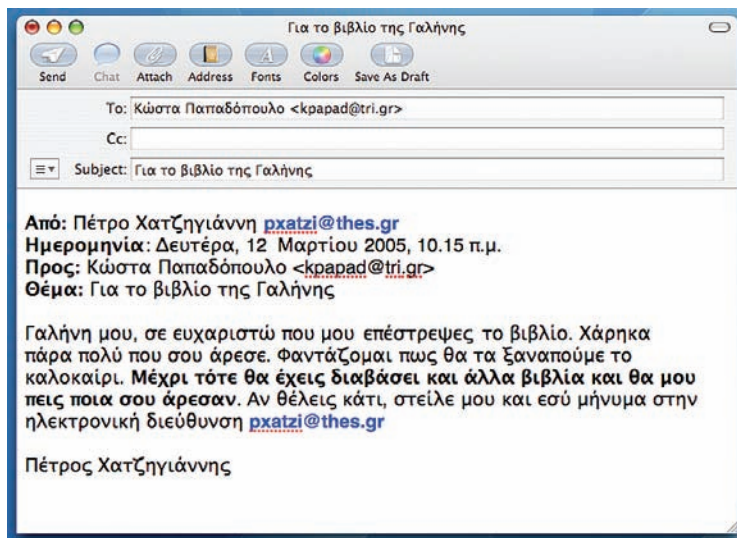 Για το βιβλίο της Γαλήνης
Send Chat Attach Address Fonts Colors Save As Draft
To: Κώστα Παπαδόπουλο <kpapad@tri.gr>
Cc:
Subject: Για το βιβλίο της Γαλήνης
Από: Πέτρο Χατζηγιάννη pxatzi@thes.gr
Ημερομηνία: Δευτέρα, 12 Μαρτίου 2005, 10.15 π.μ.
Προς: Κώστα Παπαδόπουλο <kpapad@tri.gr>
Θέμα: Για το βιβλίο της Γαλήνης
Γαλήνη μου, σε ευχαριστώ που μου επέστρεψες το βιβλίο. Χάρηκα
πάρα πολύ που σου άρεσε. Φαντάζομαι πως θα τα ξαναπούμε το
καλοκαίρι. Μέχρι τότε θα έχεις διαβάσει και άλλα βιβλία και θα μου
πεις ποια σου άρεσαν. Αν θέλεις κάτι, στείλε μου και εσύ μήνυμα στην
ηλεκτρονική διεύθυνση pxatzi@thes.gr
Πέτρος Χατζηγιάννης